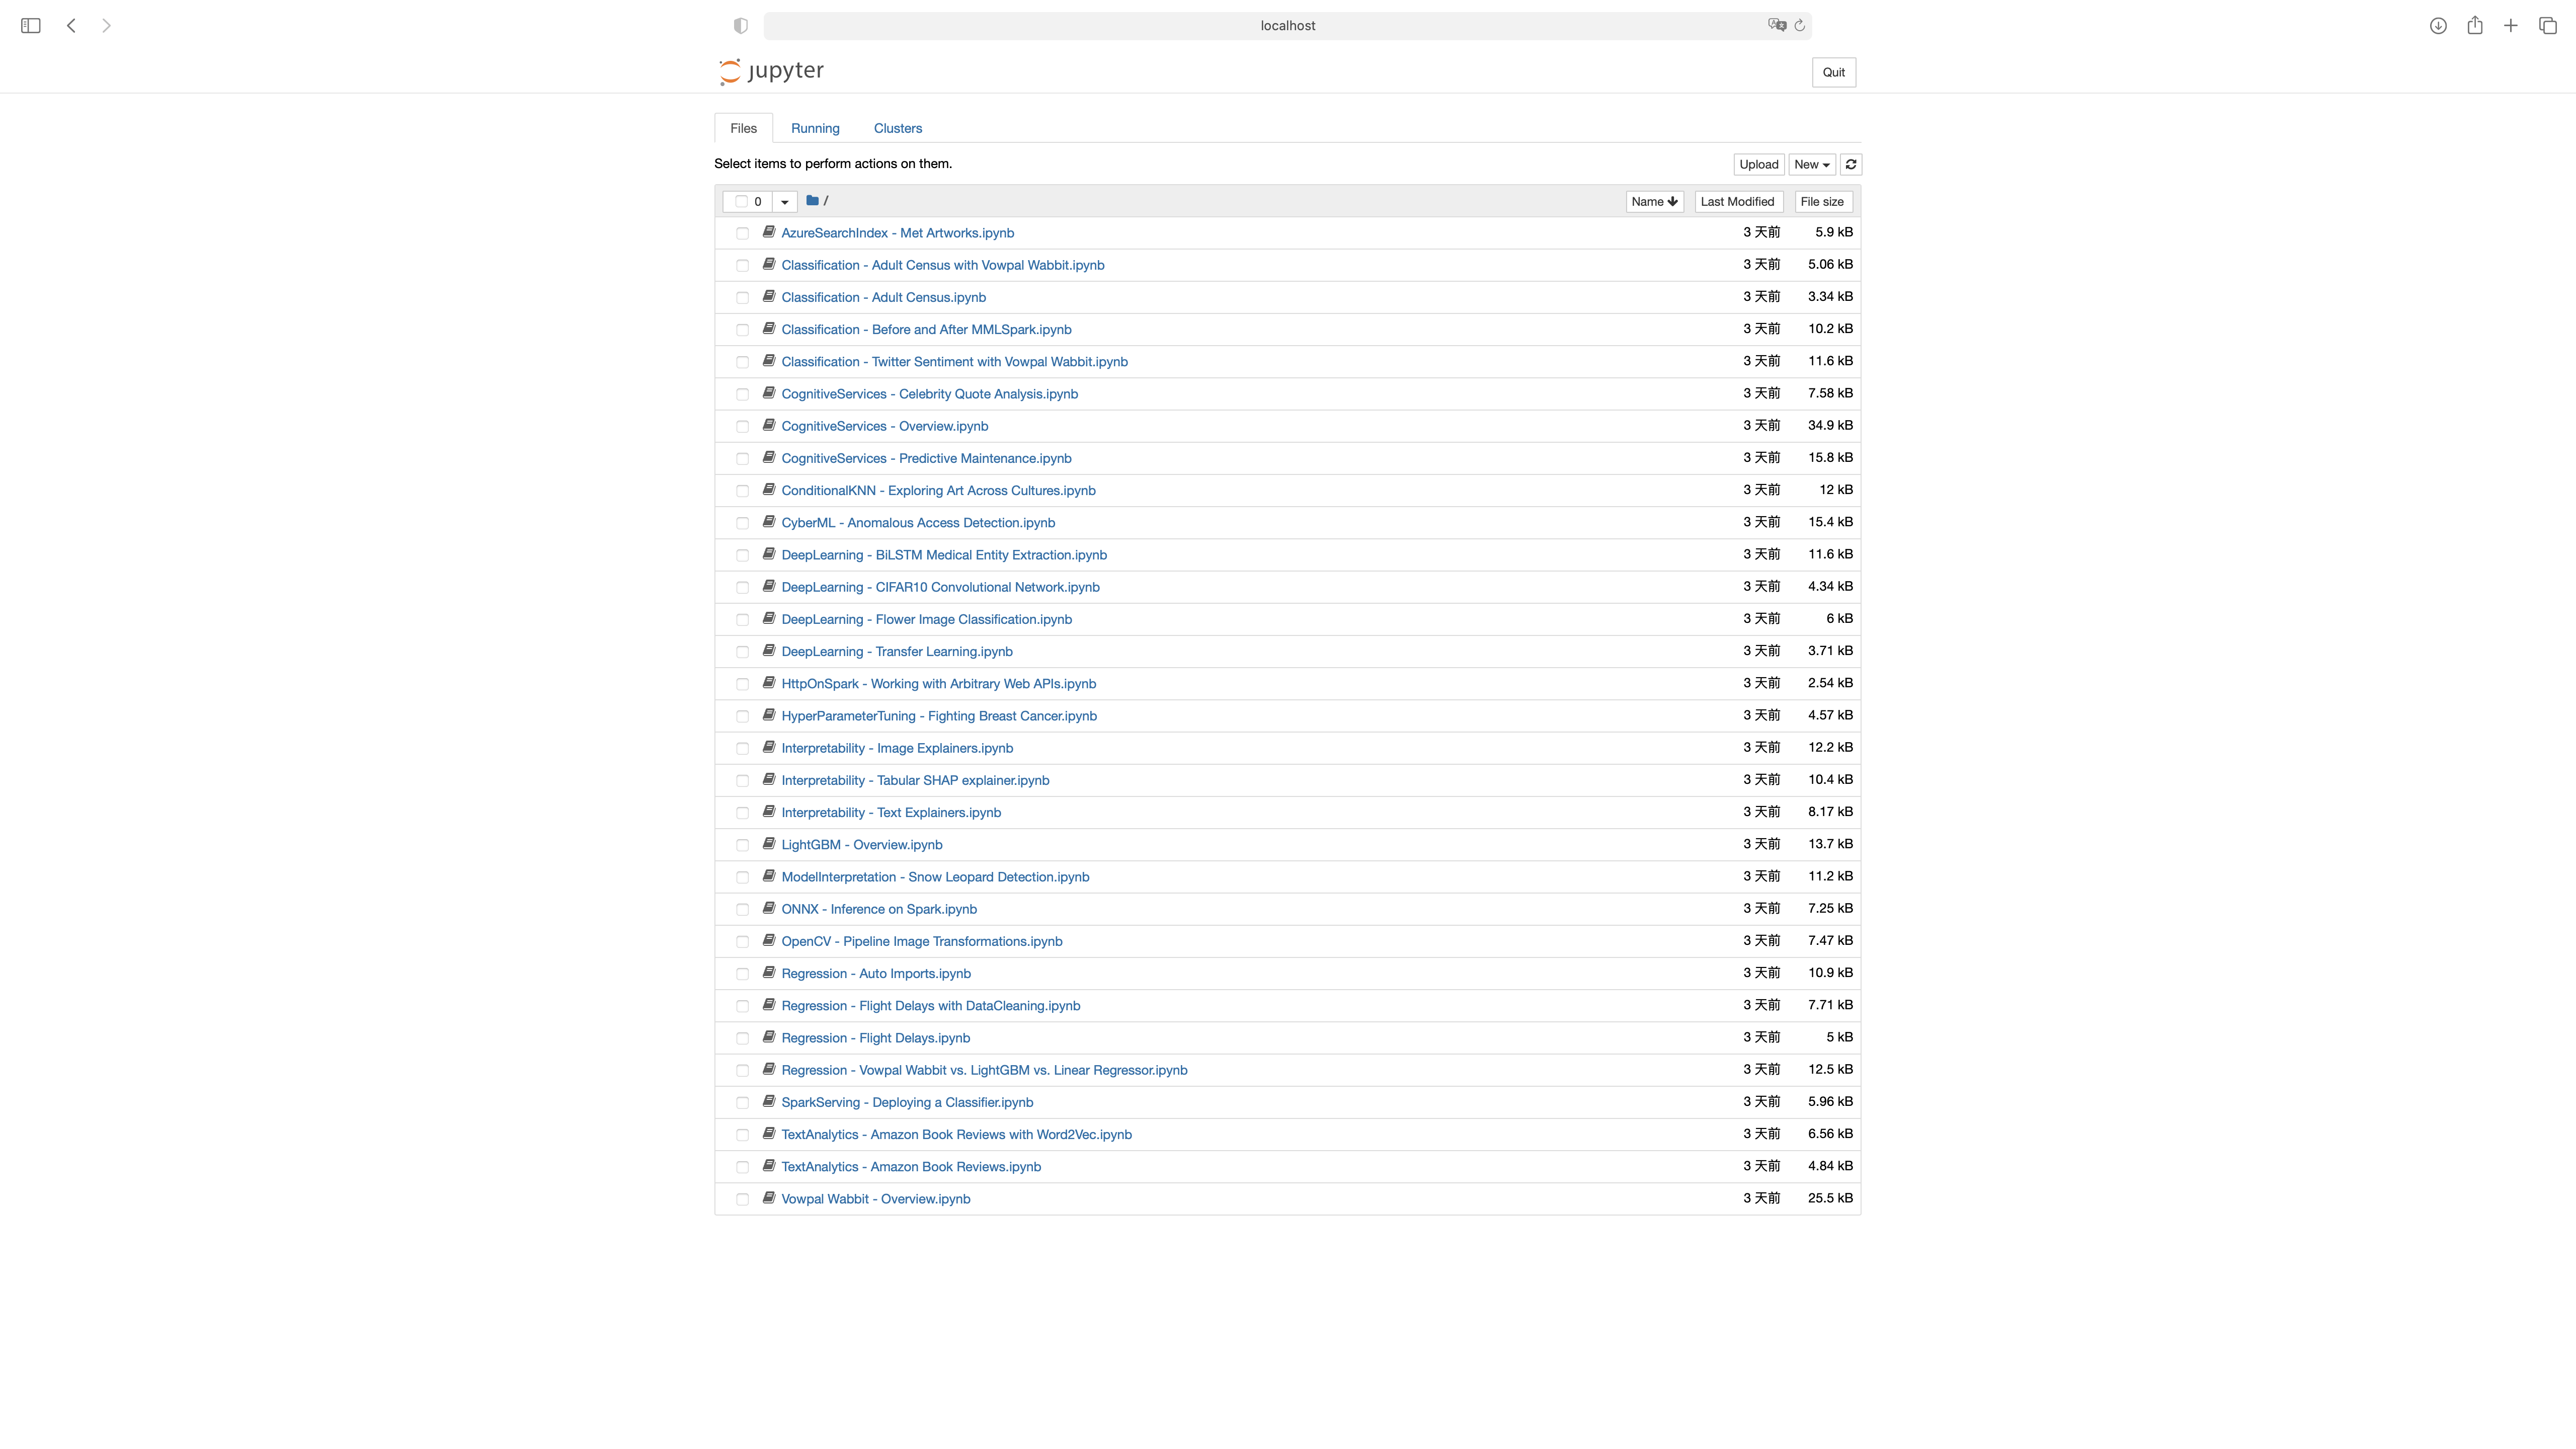 localhost
jupyter
Quit
Files Running Clusters
Select items to perform actions on them.
Upload New
0 / Name Last Modified File size
AzureSearchIndex - Met Artworks.ipynb 3 天前 5.9 kB
Classification - Adult Census with Vowpal Wabbit.ipynb 3 天前 5.06 kB
Classification - Adult Census.ipynb 3 天前 3.34 kB
Classification - Before and After MMLSpark.ipynb 3 天前 10.2 kB
Classification - Twitter Sentiment with Vowpal Wabbit.ipynb 3 天前 11.6 kB
CognitiveServices - Celebrity Quote Analysis.ipynb 3 天前 7.58 kB
CognitiveServices - Overview.ipynb 3 天前 34.9 kB
CognitiveServices - Predictive Maintenance.ipynb 3 天前 15.8 kB
ConditionalKNN - Exploring Art Across Cultures.ipynb 3 天前 12 kB
CyberML - Anomalous Access Detection.ipynb 3 天前 15.4 kB
DeepLearning - BiLSTM Medical Entity Extraction.ipynb 3 天前 11.6 kB
DeepLearning - CIFAR10 Convolutional Network.ipynb 3 天前 4.34 kB
DeepLearning - Flower Image Classification.ipynb 3 天前 6 kB
DeepLearning - Transfer Learning.ipynb 3 天前 3.71 kB
HttpOnSpark - Working with Arbitrary Web APIs.ipynb 3 天前 2.54 kB
HyperParameterTuning - Fighting Breast Cancer.ipynb 3 天前 4.57 kB
Interpretability - Image Explainers.ipynb 3 天前 12.2 kB
Interpretability - Tabular SHAP explainer.ipynb 3 天前 10.4 kB
Interpretability - Text Explainers.ipynb 3 天前 8.17 kB
LightGBM - Overview.ipynb 3 天前 13.7 kB
ModelInterpretation - Snow Leopard Detection.ipynb 3 天前 11.2 kB
ONNX - Inference on Spark.ipynb 3 天前 7.25 kB
OpenCV - Pipeline Image Transformations.ipynb 3 天前 7.47 kB
Regression - Auto Imports.ipynb 3 天前 10.9 kB
Regression - Flight Delays with DataCleaning.ipynb 3 天前 7.71 kB
Regression - Flight Delays.ipynb 3 天前 5 kB
Regression - Vowpal Wabbit vs. LightGBM vs. Linear Regressor.ipynb 3 天前 12.5 kB
SparkServing - Deploying a Classifier.ipynb 3 天前 5.96 kB
TextAnalytics - Amazon Book Reviews with Word2Vec.ipynb 3 天前 6.56 kB
TextAnalytics - Amazon Book Reviews.ipynb 3 天前 4.84 kB
Vowpal Wabbit - Overview.ipynb 3 天前 25.5 kB